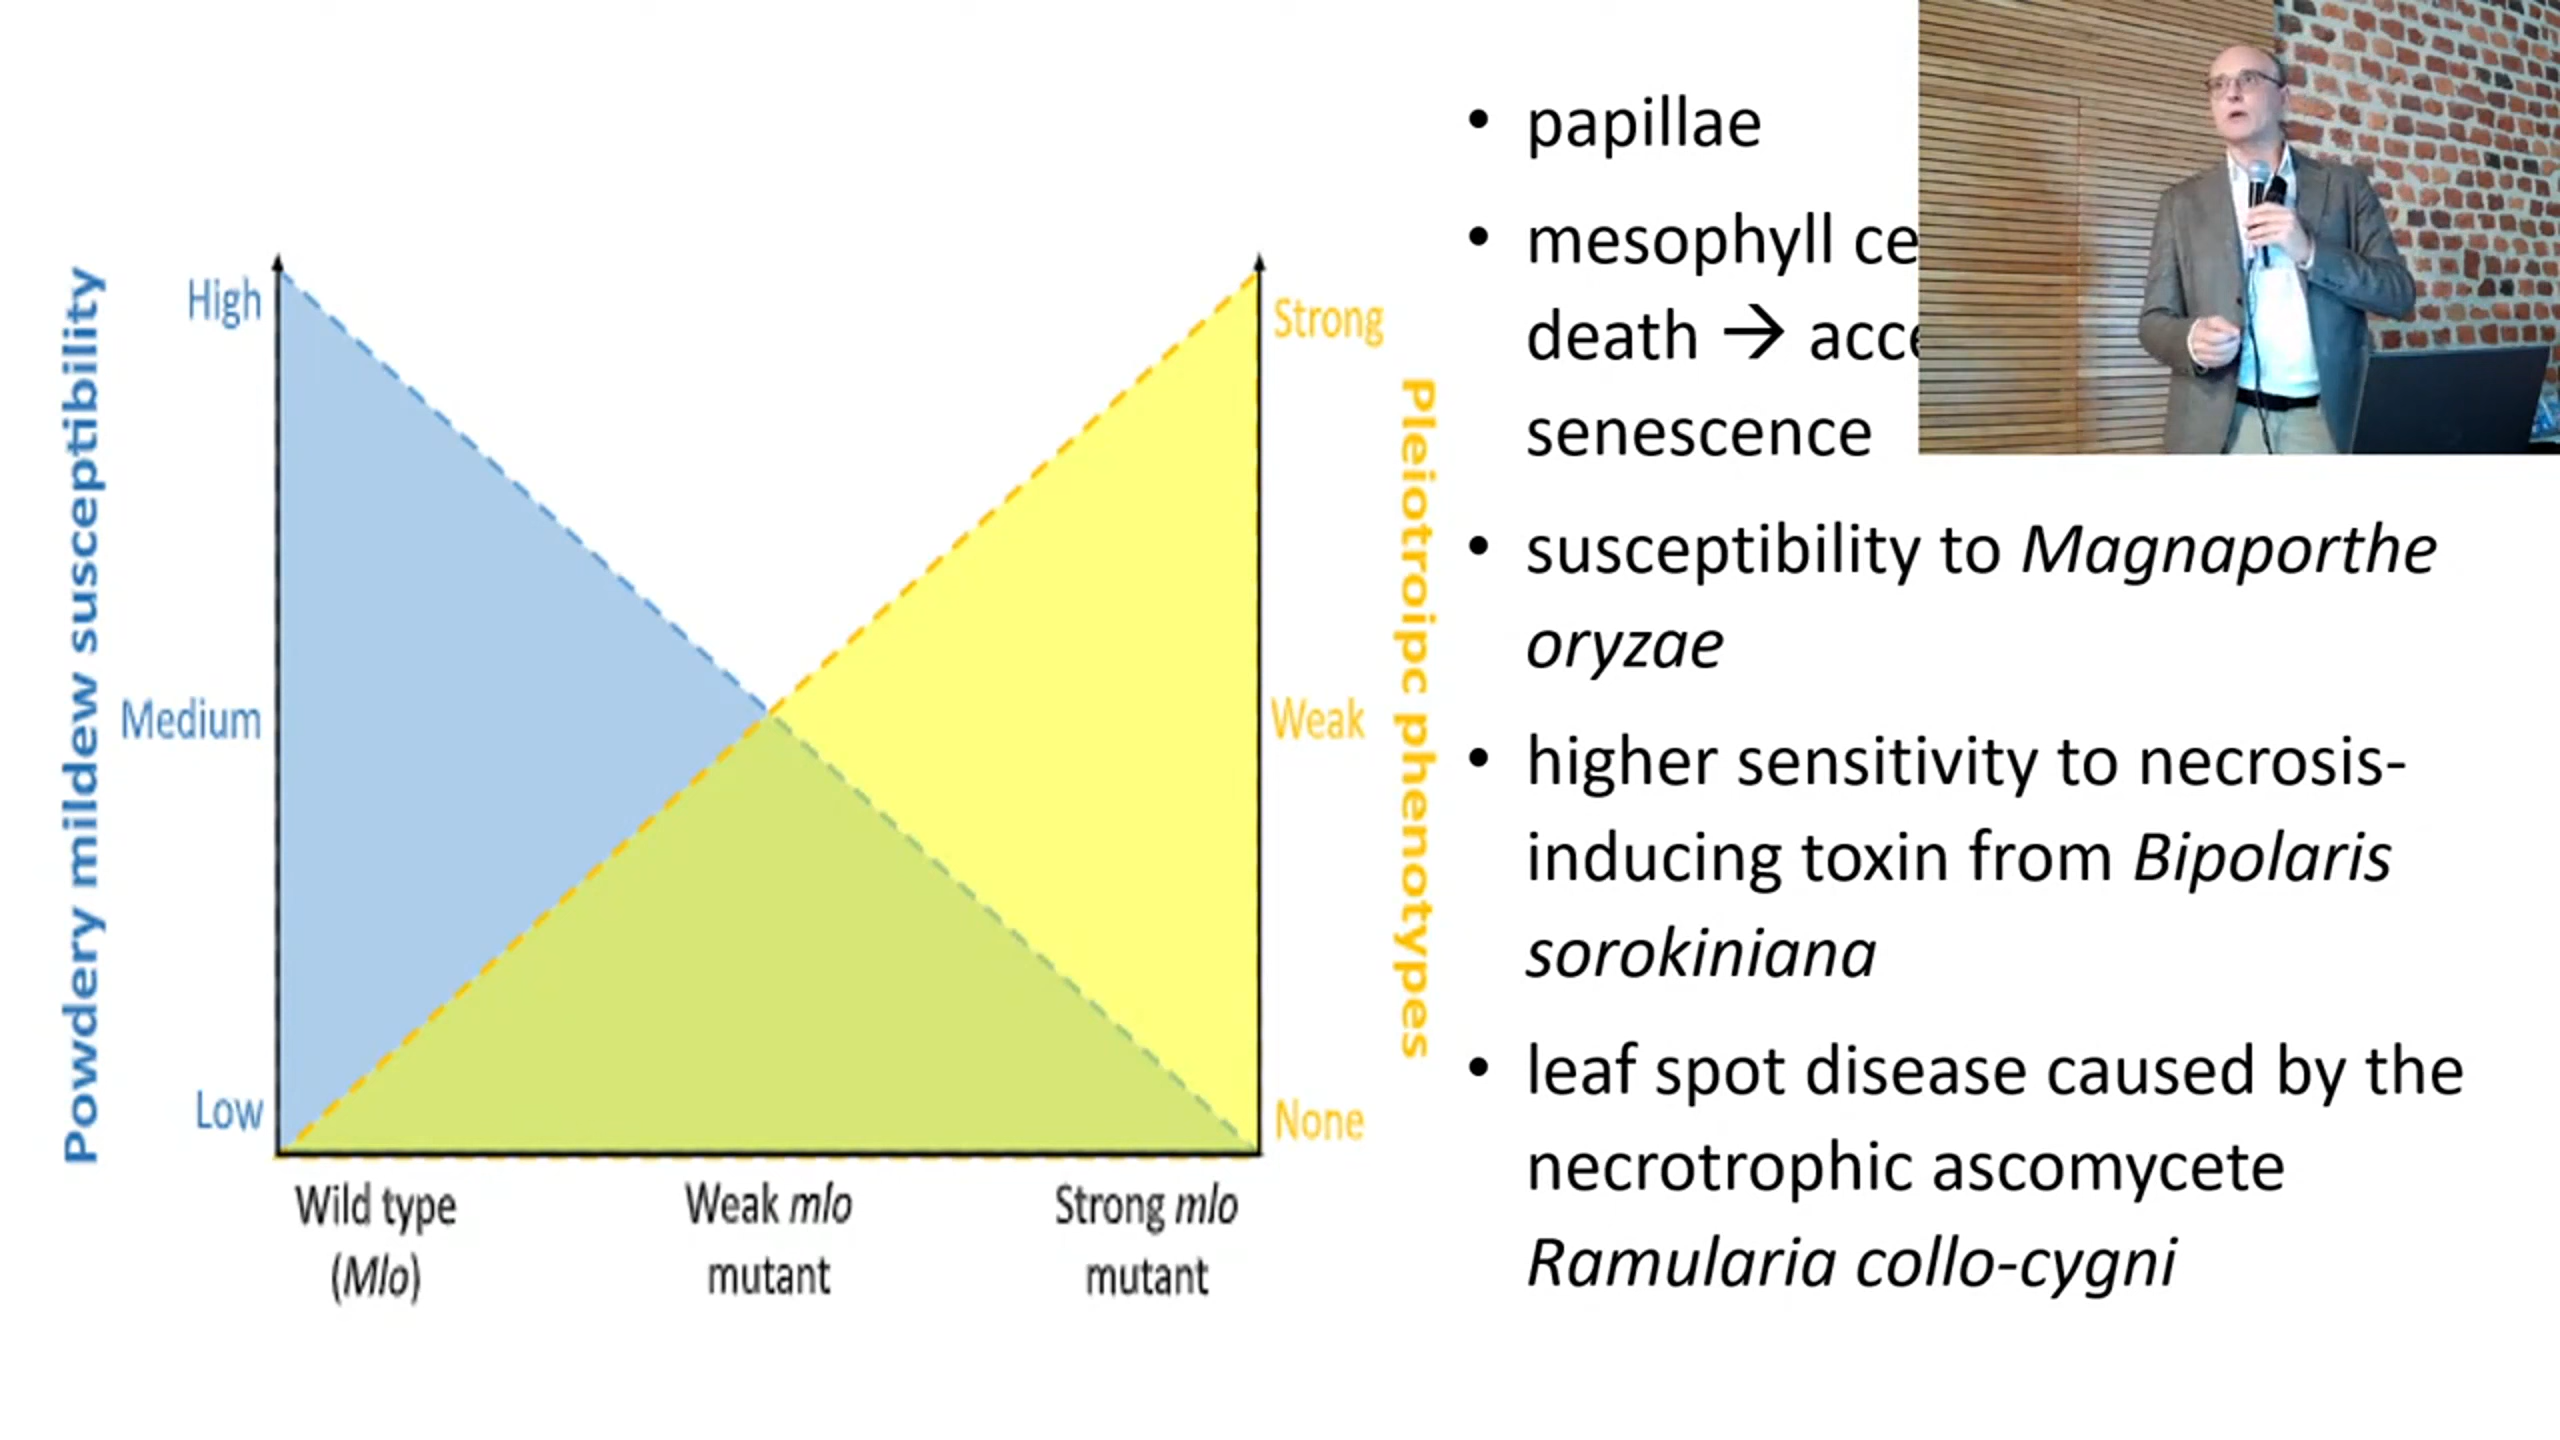 Powdery mildew susceptibility
High
Medium
Low
Strong
Weak
None
Pleiotroipc phenotypes
Wild type
(Mlo)
Weak mlo
mutant
Strong mlo
mutant
• papillae
• mesophyll
death →
senescence
• susceptibility to Magnaporthe
oryzae
• higher sensitivity to necrosis-
inducing toxin from Bipolaris
sorokiniana
• leaf spot disease caused by the
necrotrophic ascomycete
Ramularia collo-cygni